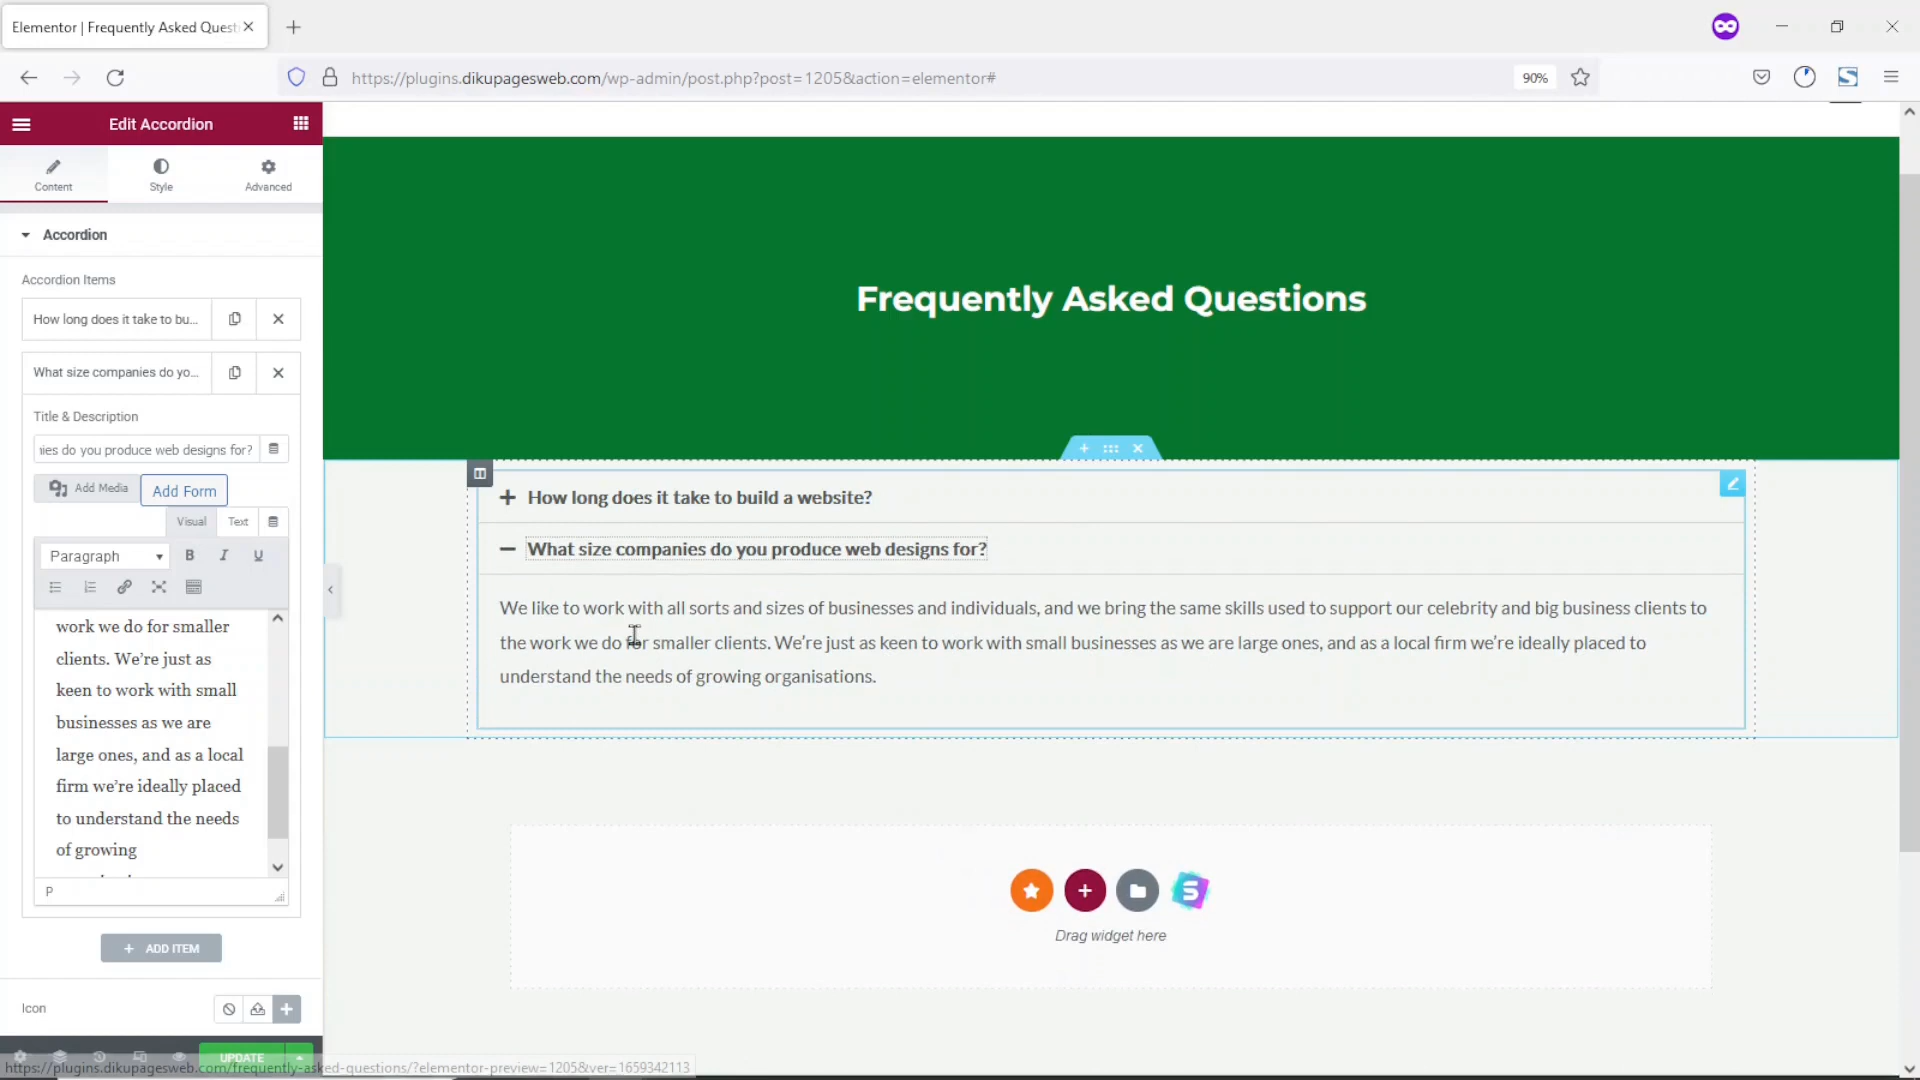 Elementor | Frequently Asked Quest
https://plugins.dikupagesweb.com/wp-admin/post.php?post=1205&action=elementor#
90%
Edit Accordion
Content
Style
Advanced
Accordion
Accordion Items
How long does it take to bu...
What size companies do yo...
Title & Description
nies do you produce web designs for?
Add Media
Add Form
Visual
Text
Paragraph
B
I
U
work we do for smaller
clients. We’re just as
keen to work with small
businesses as we are
large ones, and as a local
firm we’re ideally placed
to understand the needs
of growing
P
+ ADD ITEM
Icon
UPDATE
https://plugins.dikupagesweb.com/frequently-asked-questions/?elementor-preview=1205&ver=1659342113
Frequently Asked Questions
How long does it take to build a website?
What size companies do you produce web designs for?
We like to work with all sorts and sizes of businesses and individuals, and we bring the same skills used to support our celebrity and big business clients to
the work we do for smaller clients. We’re just as keen to work with small businesses as we are large ones, and as a local firm we’re ideally placed to
understand the needs of growing organisations.
Drag widget here